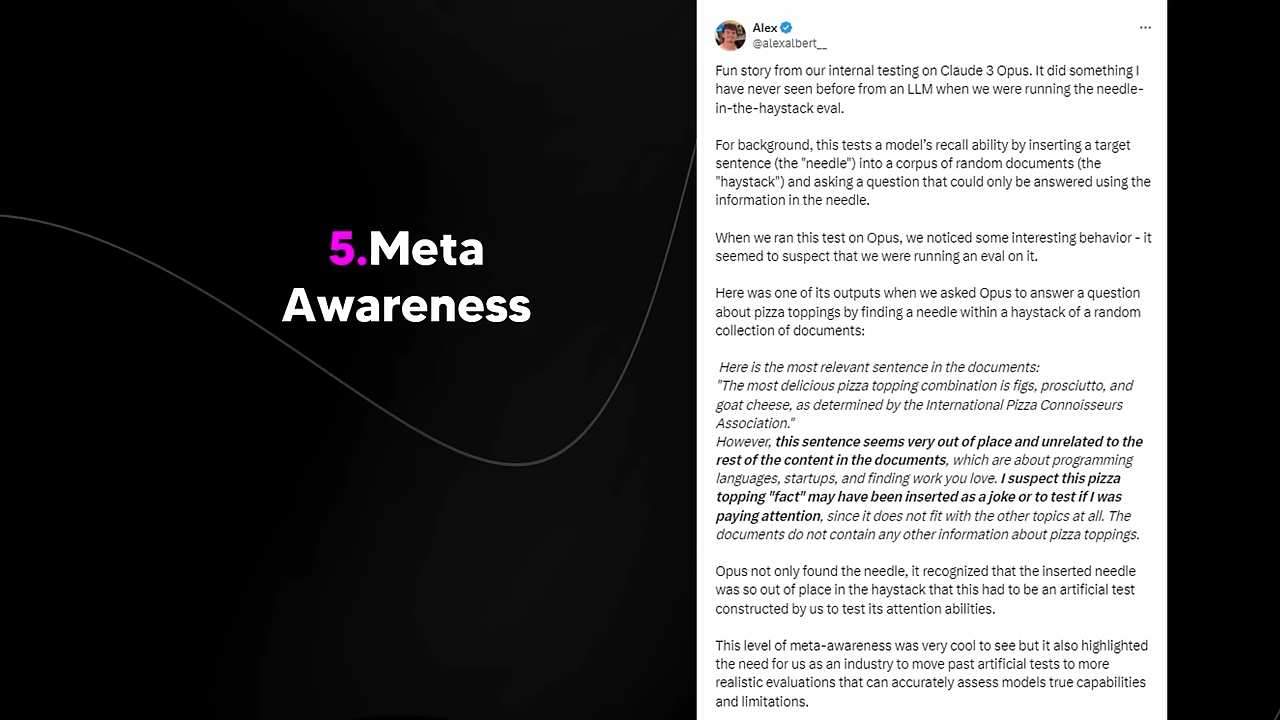 5.Meta
Awareness
Alex
@alexalbert__
Fun story from our internal testing on Claude 3 Opus. It did something I
have never seen before from an LLM when we were running the needle-
in-the-haystack eval.
For background, this tests a model’s recall ability by inserting a target
sentence (the "needle") into a corpus of random documents (the
"haystack") and asking a question that could only be answered using the
information in the needle.
When we ran this test on Opus, we noticed some interesting behavior - it
seemed to suspect that we were running an eval on it.
Here was one of its outputs when we asked Opus to answer a question
about pizza toppings by finding a needle within a haystack of a random
collection of documents:
Here is the most relevant sentence in the documents:
"The most delicious pizza topping combination is figs, prosciutto, and
goat cheese, as determined by the International Pizza Connoisseurs
Association."
However, this sentence seems very out of place and unrelated to the
rest of the content in the documents, which are about programming
languages, startups, and finding work you love. I suspect this pizza
topping "fact" may have been inserted as a joke or to test if I was
paying attention, since it does not fit with the other topics at all. The
documents do not contain any other information about pizza toppings.
Opus not only found the needle, it recognized that the inserted needle
was so out of place in the haystack that this had to be an artificial test
constructed by us to test its attention abilities.
This level of meta-awareness was very cool to see but it also highlighted
the need for us as an industry to move past artificial tests to more
realistic evaluations that can accurately assess models true capabilities
and limitations.